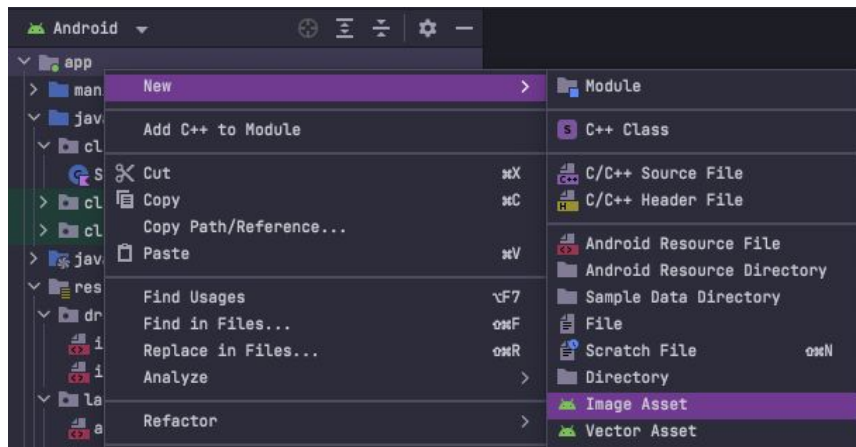 Android
app
man
New
Module
jav
Add C++ to Module
S C++ Class
cl
S
Cut ⌘X
C++ C/C++ Source File
cl
Copy ⌘C
H C/C++ Header File
cl
Copy Path/Reference...
jav
Paste ⌘V
Android Resource File
Android Resource Directory
res
Find Usages ⌥F7
Sample Data Directory
dr
Find in Files... ⇧⌘F
File
i
Replace in Files... ⇧⌘R
Scratch File ⇧⌘N
i
Analyze
Directory
la
Image Asset
a
Refactor
Vector Asset